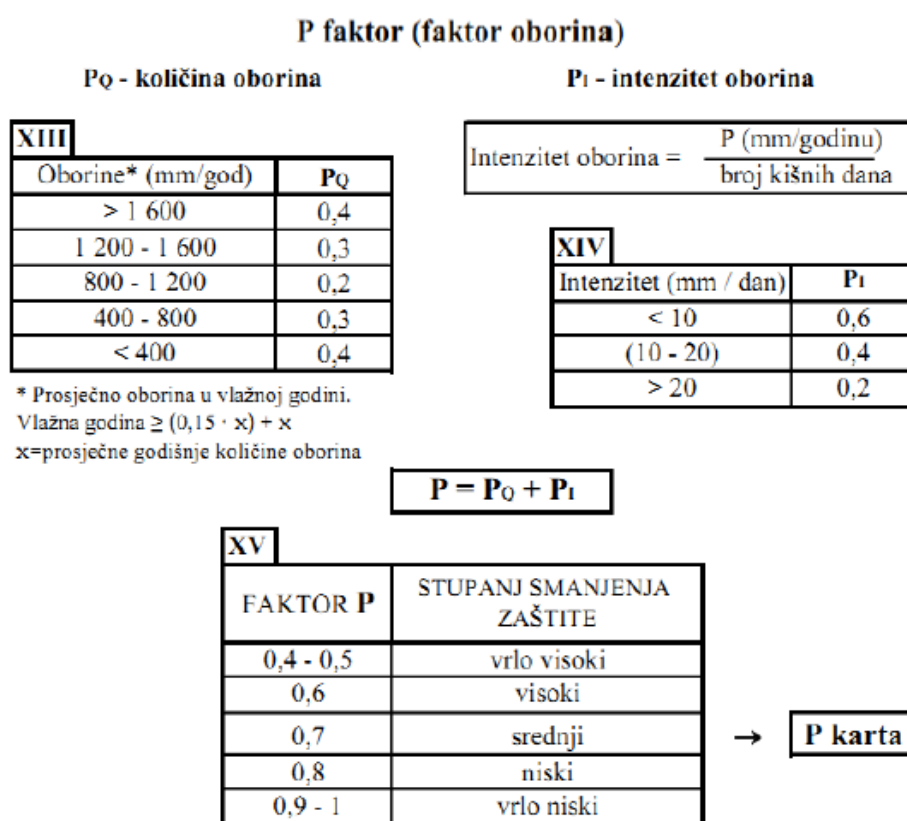 P faktor (faktor oborina)
PQ - količina oborina
PI - intenzitet oborina
XIII
Oborine* (mm/god) PQ
> 1 600 0,4
1 200 - 1 600 0,3
800 - 1 200 0,2
400 - 800 0,3
< 400 0,4
* Prosječno oborina u vlažnoj godini.
Vlažna godina ≥ (0,15 · x) + x
x=prosječne godišnje količine oborina
Intenzitet oborina = P (mm/godinu)
broj kišnih dana
XIV
Intenzitet (mm / dan) PI
< 10 0,6
(10 - 20) 0,4
> 20 0,2
P = PQ + PI
XV
FAKTOR P STUPANJ SMANJENJA
ZAŠTITE
0,4 - 0,5 vrlo visoki
0,6 visoki
0,7 srednji
0,8 niski
0,9 - 1 vrlo niski
→ P karta